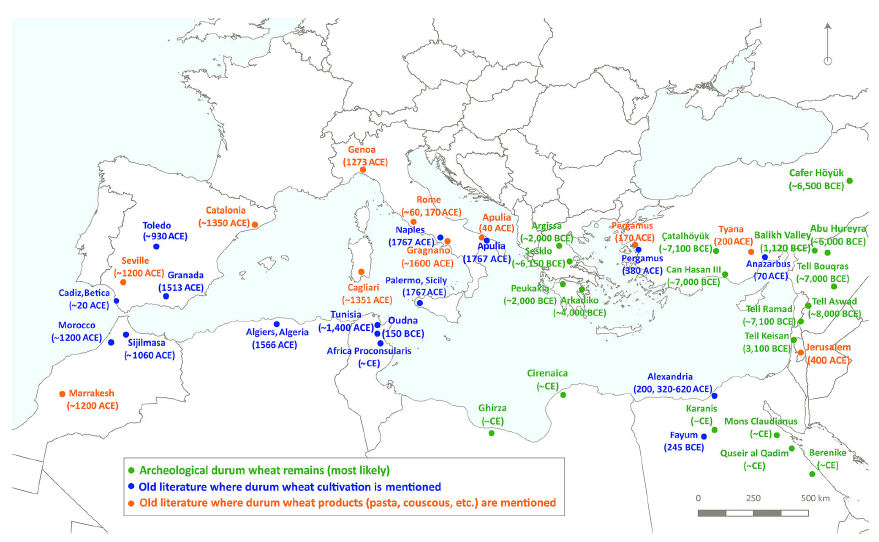 Genoa
(1273 ACE)
Cafer Höyük
(~6,500 BCE)
Catalonia
(~1350 ACE)
Rome
(~60, 170 ACE)
Naples
(1767 ACE)
Gragnano
(~1600 ACE)
Apulia
(40 ACE)
Apulia
(1767 ACE)
Toledo
(~930 ACE)
Seville
(~1200 ACE)
Granada
(1513 ACE)
Cadiz,Betica
(~20 ACE)
Morocco
(~1200 ACE)
Sijilmasa
(~1060 ACE)
Marrakesh
(~1200 ACE)
Cagliari
(~1351 ACE)
Palermo, Sicily
(1767 ACE)
Algiers, Algeria
(1566 ACE)
Tunisia
(~1,400 ACE)
Oudna
(150 BCE)
Africa Proconsularis
(~CE)
Argissa
(~2,000 BCE)
Sesklo
(~6,150 BCE)
Peukakia
(~2,000 BCE)
Arkadiko
(~4,000 BCE)
Pergamus
(170 ACE)
Pergamus
(380 ACE)
Çatalhöyük
(~7,100 BCE)
Can Hasan III
(~7,000 BCE)
Tyana
(200 ACE)
Anazarbus
(70 ACE)
Balikh Valley
(1,120 BCE)
Abu Hureyra
(~6,000 BCE)
Tell Bouqras
(~7,000 BCE)
Tell Aswad
(~8,000 BCE)
Tell Ramad
(~7,100 BCE)
Tell Keisan
(3,100 BCE)
Jerusalem
(400 ACE)
Cirenaica
(~CE)
Ghirza
(~CE)
Alexandria
(200, 320-620 ACE)
Karanis
(~CE)
Fayum
(245 BCE)
Mons Claudianus
(~CE)
Quseir al Qadim
(~CE)
Berenike
(~CE)
Archeological durum wheat remains (most likely)
Old literature where durum wheat cultivation is mentioned
Old literature where durum wheat products (pasta, couscous, etc.) are mentioned
0 250 500 km